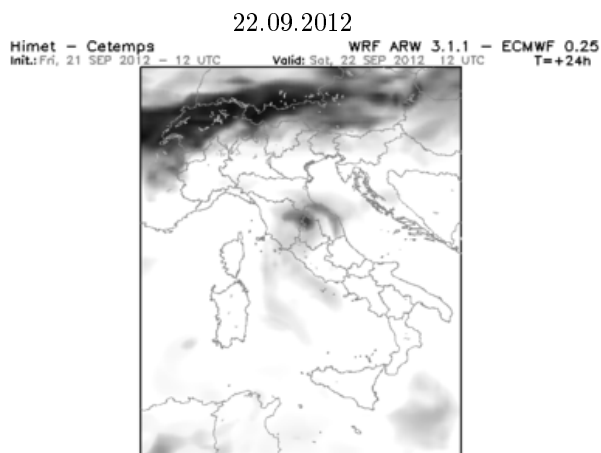 22.09.2012
Himet - Cetemps WRF ARW 3.1.1 - ECMWF 0.25
Init.: Fri, 21 SEP 2012 - 12 UTC Valid: Sat, 22 SEP 2012 12 UTC T=+24h